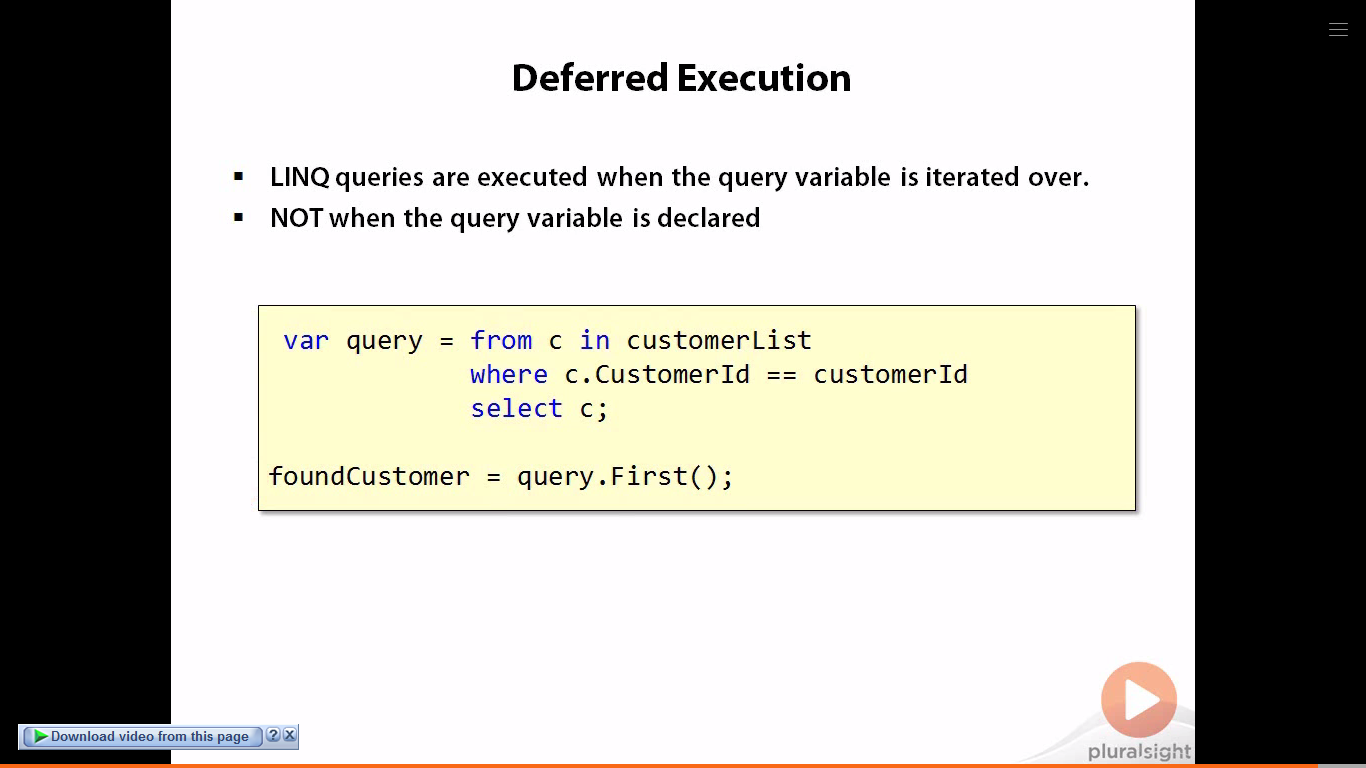 Deferred Execution
▪ LINQ queries are executed when the query variable is iterated over.
▪ NOT when the query variable is declared
var query = from c in customerList
where c.CustomerId == customerId
select c;
foundCustomer = query.First();
pluralsight
Download video from this page ? X